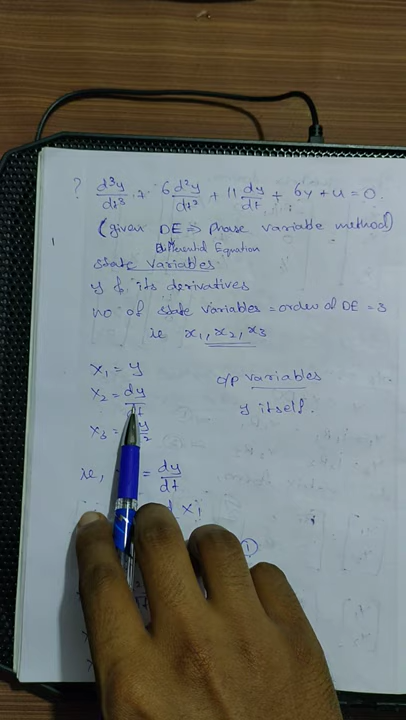 ? d³y/dt³ + 6 d²y/dt² + 11 dy/dt + 6y + u = 0.
(given DE ⇒ phase variable method)
Differential Equation
State Variables
y & its derivatives
no of state variables = order of DE = 3
ie x₁, x₂, x₃
x₁ = y
o/p variables
x₂ = dy/dt
y itself.
x₃ =
ie, = dy/dt
x₁
①